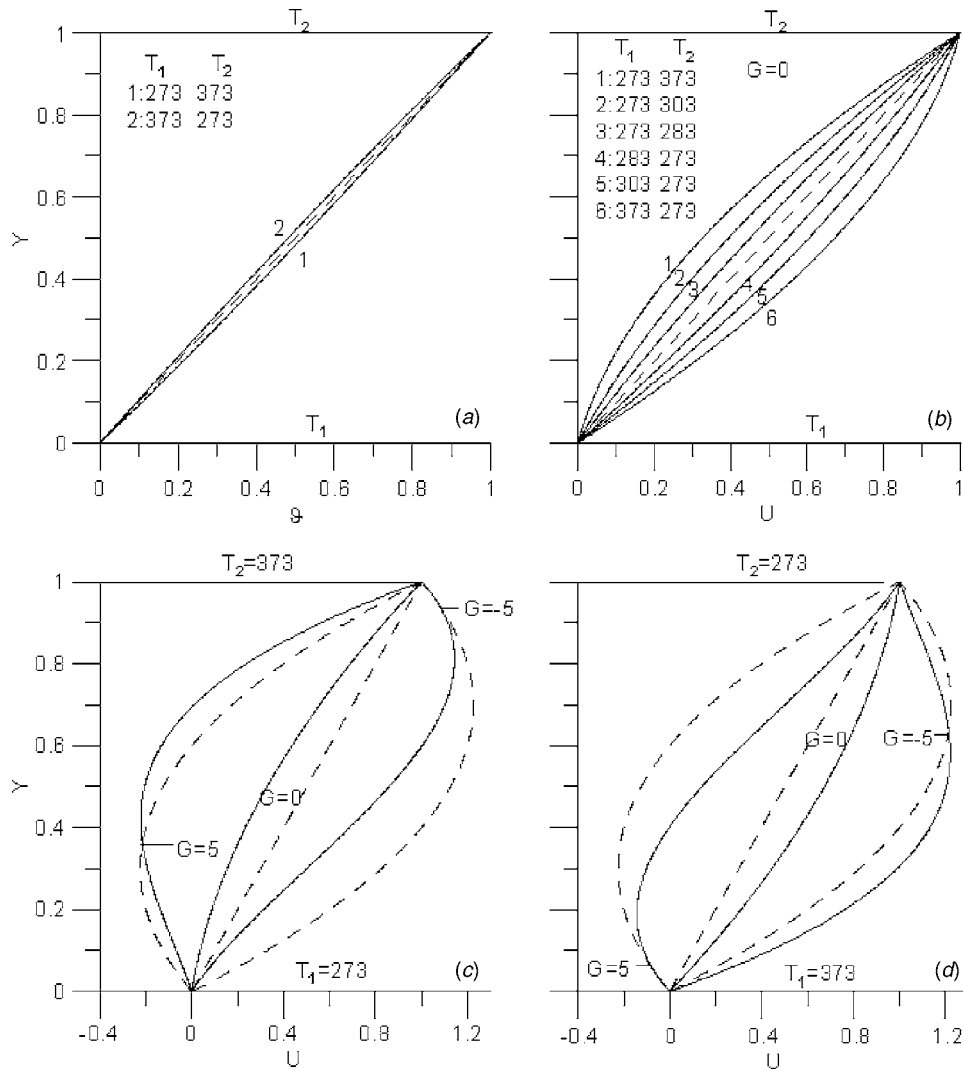 T2
T1 T2
1:273 373
2:373 273
2
1
T1
(a)
1
0.8
0.6
0.4
0.2
0
Y
0 0.2 0.4 0.6 0.8 1
ϑ
T2
T1 T2
1:273 373
2:273 303
3:273 283
4:283 273
5:303 273
6:373 273
G=0
1
2
3
4
5
6
T1
(b)
1
0.8
0.6
0.4
0.2
0
0 0.2 0.4 0.6 0.8 1
U
T2=373
G=-5
G=0
G=5
T1=273
(c)
1
0.8
0.6
0.4
0.2
0
Y
-0.4 0 0.4 0.8 1.2
U
T2=273
G=0
G=-5
G=5
T1=373
(d)
1
0.8
0.6
0.4
0.2
0
-0.4 0 0.4 0.8 1.2
U